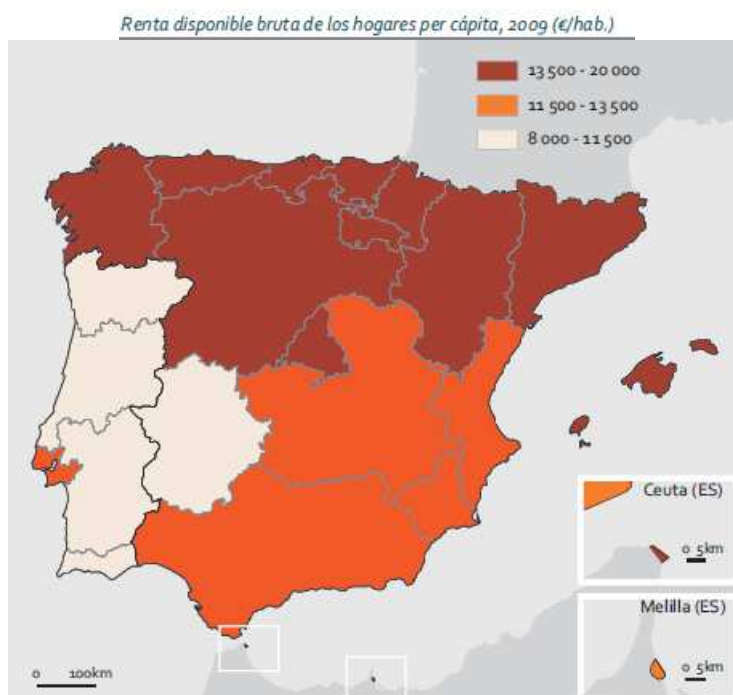 Renta disponible bruta de los hogares per cápita, 2009 (€/hab.)
13 500 - 20 000
11 500 - 13 500
8 000 - 11 500
Ceuta (ES)
0 5km
Melilla (ES)
0 5km
0 100km